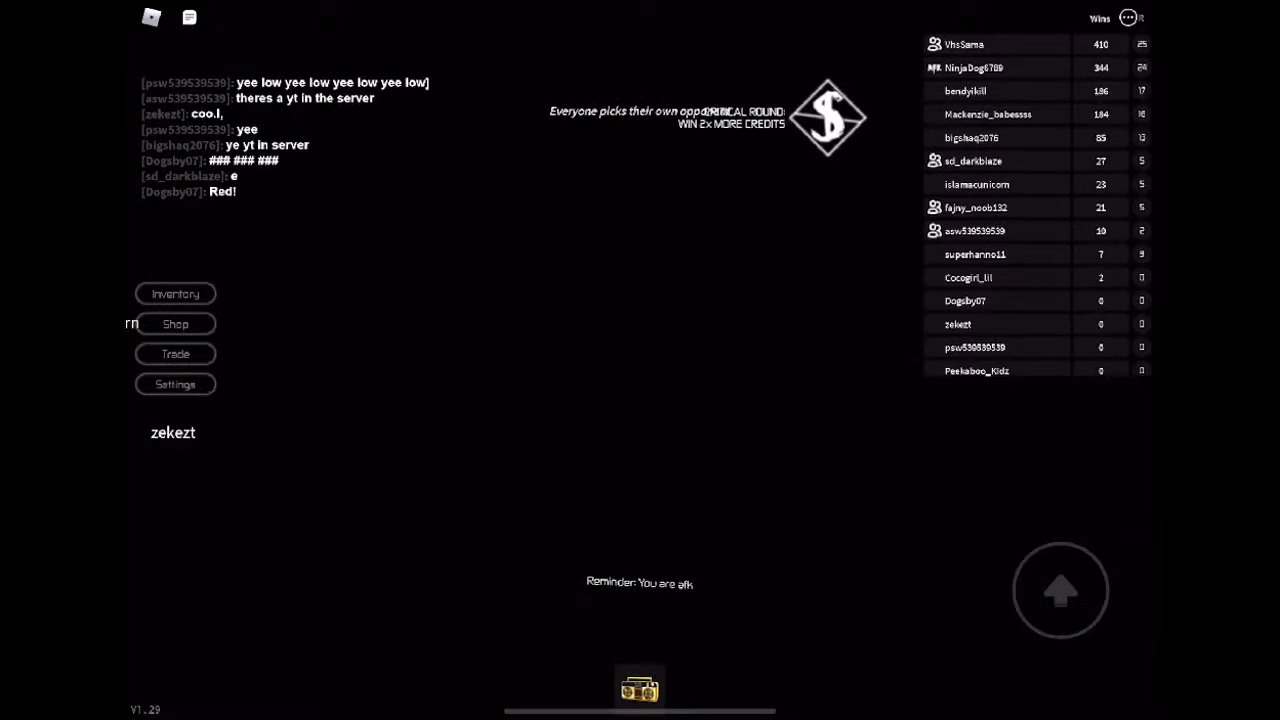 Wins
[psw539539539]: yee low yee low yee low yee low]
[asw539539539]: theres a yt in the server
[zekezt]: coo.l,
[psw539539539]: yee
[bigshaq2076]: ye yt in server
[Dogsby07]: ### ### ###
[sd_darkblaze]: e
[Dogsby07]: Red!
Everyone picks their own
CRITICAL ROUND:
WIN 2x MORE CREDITS
VhsSama 410 25
AFK NinjaDog6789 344 24
bendyikill 186 17
Mackenzie_babessss 184
bigshaq2076 85 13
sd_darkblaze 27 5
islamacunicorn 23 5
fajny_noob132 21 5
asw539539539 10 2
superhanno11 7
Cocogirl_lil 2 0
Dogsby07 0 0
zekezt 0 0
psw539539539 0 0
Peekaboo_Kidz 0 0
Inventory
rn
Shop
Trade
Settings
zekezt
Reminder: You are afk
V1.29